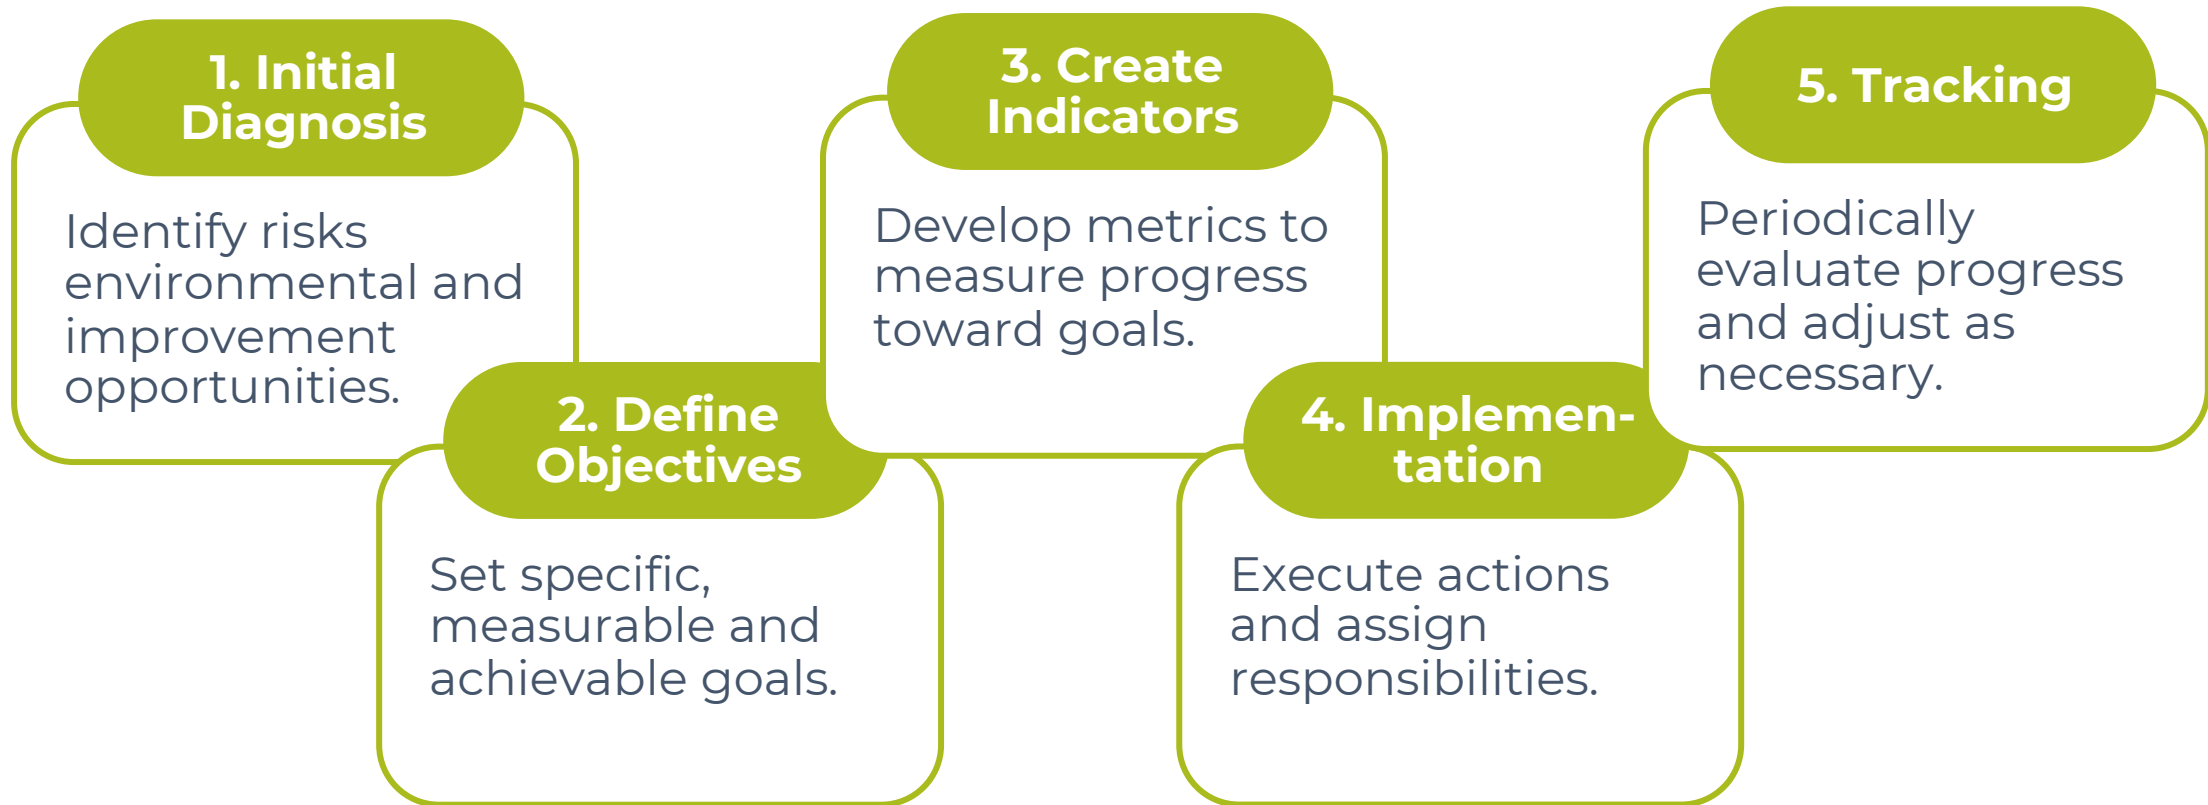 1. Initial
Diagnosis
Identify risks
environmental and
improvement
opportunities.
2. Define
Objectives
Set specific,
measurable and
achievable goals.
3. Create
Indicators
Develop metrics to
measure progress
toward goals.
4. Implemen-
tation
Execute actions
and assign
responsibilities.
5. Tracking
Periodically
evaluate progress
and adjust as
necessary.